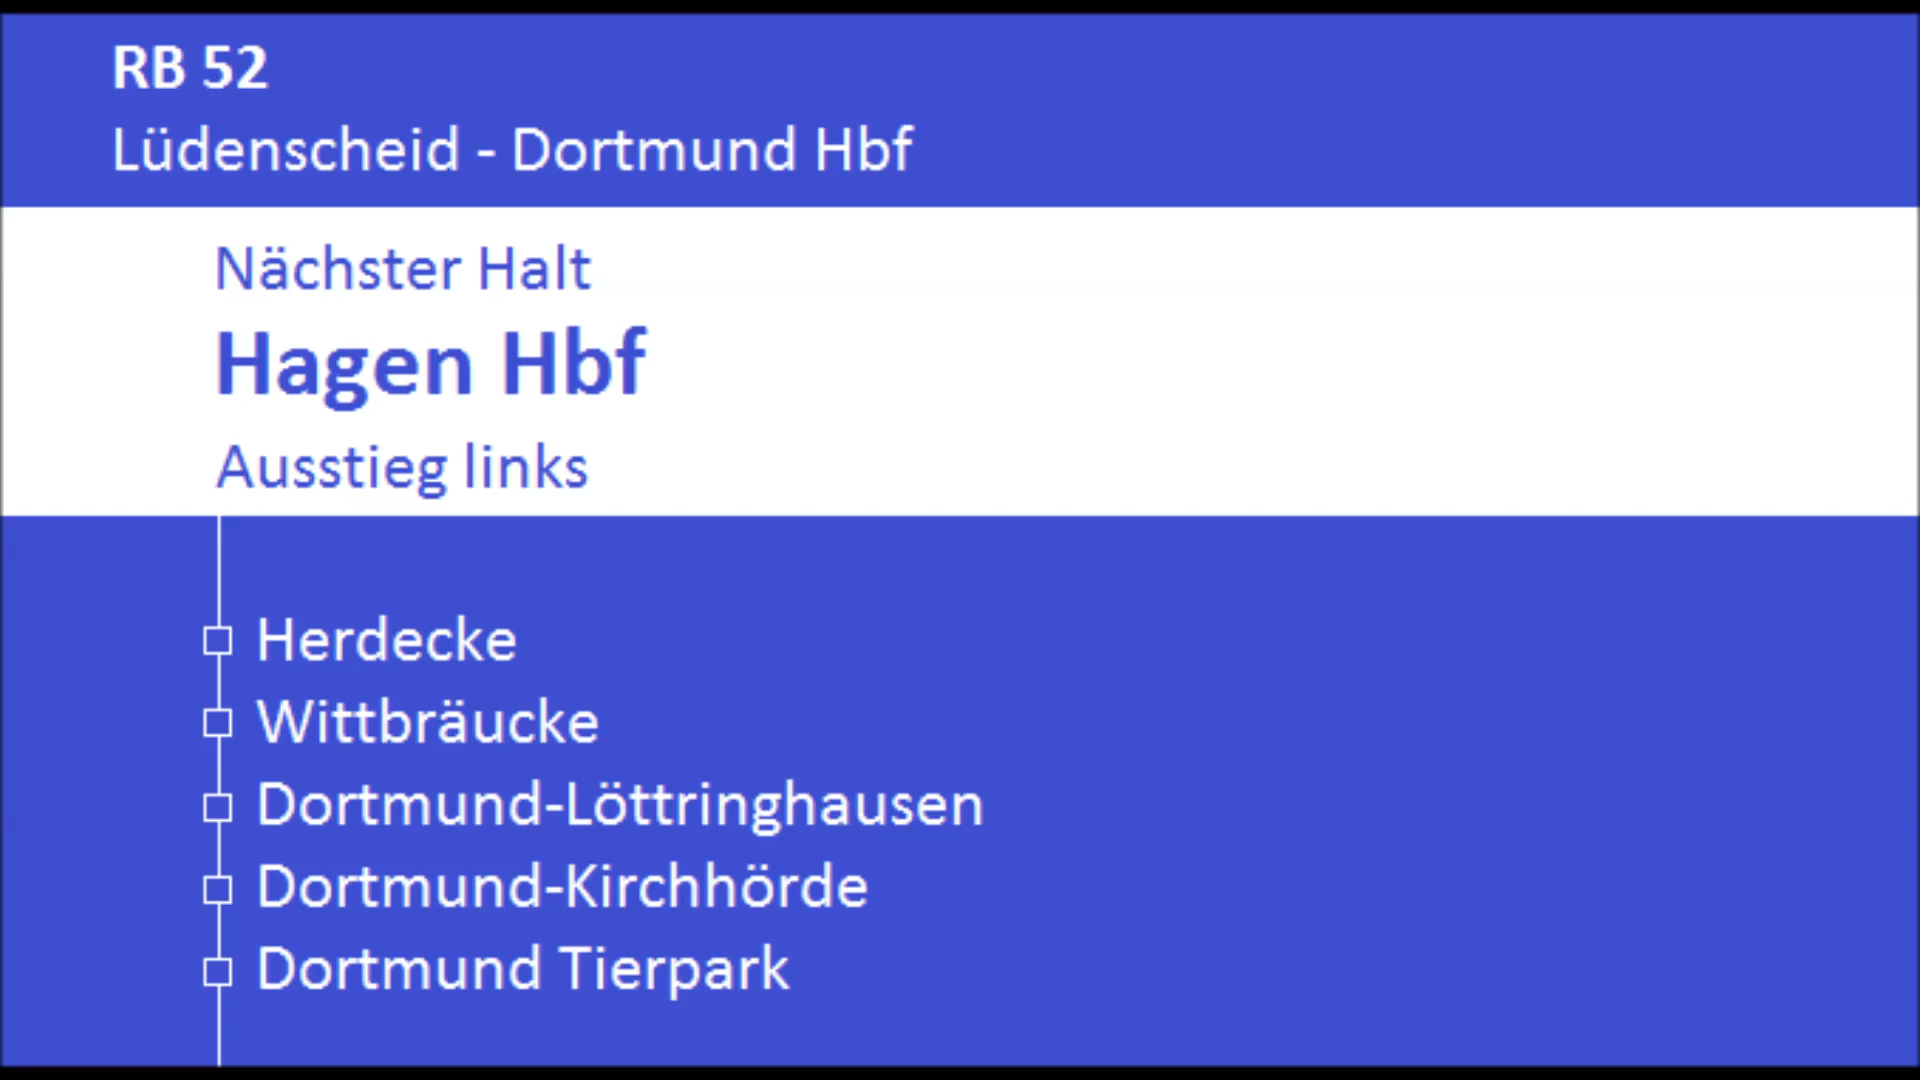 RB 52
Lüdenscheid - Dortmund Hbf
Nächster Halt
Hagen Hbf
Ausstieg links
Herdecke
Wittbräucke
Dortmund-Löttringhausen
Dortmund-Kirchhörde
Dortmund Tierpark